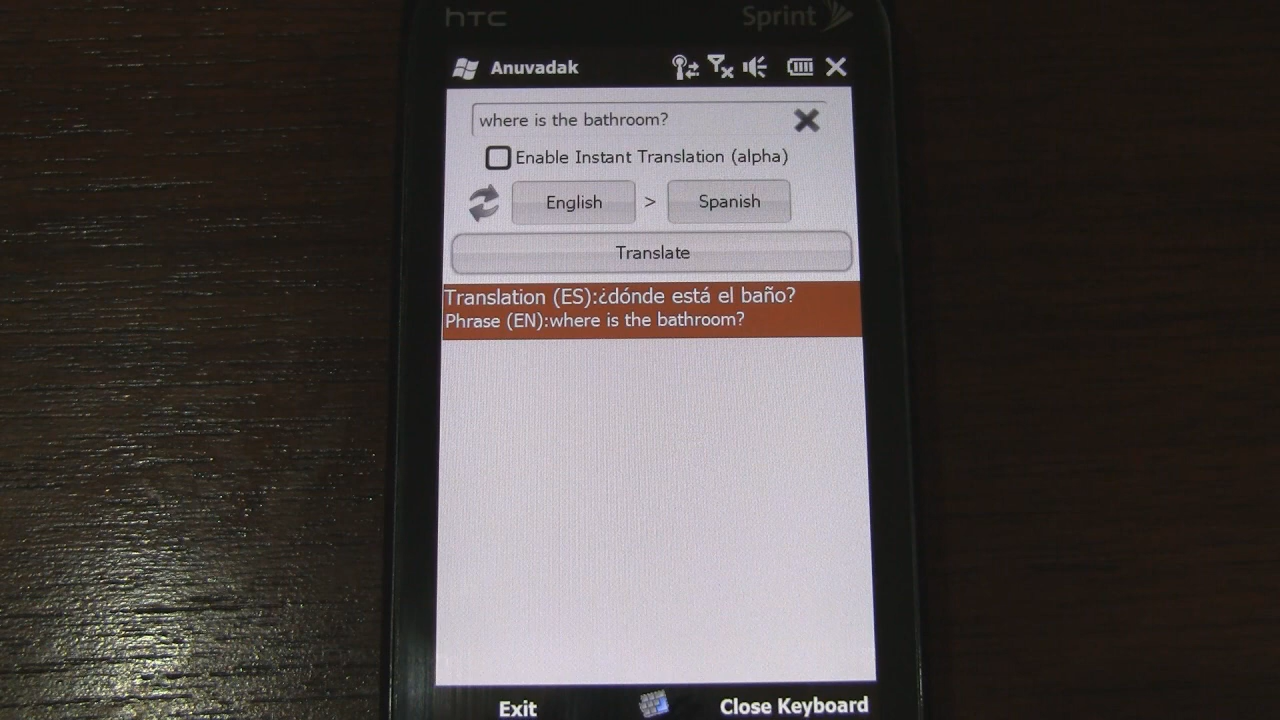 hTC Sprint
Anuvadak
where is the bathroom?
Enable Instant Translation (alpha)
English > Spanish
Translate
Translation (ES):¿dónde está el baño?
Phrase (EN):where is the bathroom?
Exit Close Keyboard